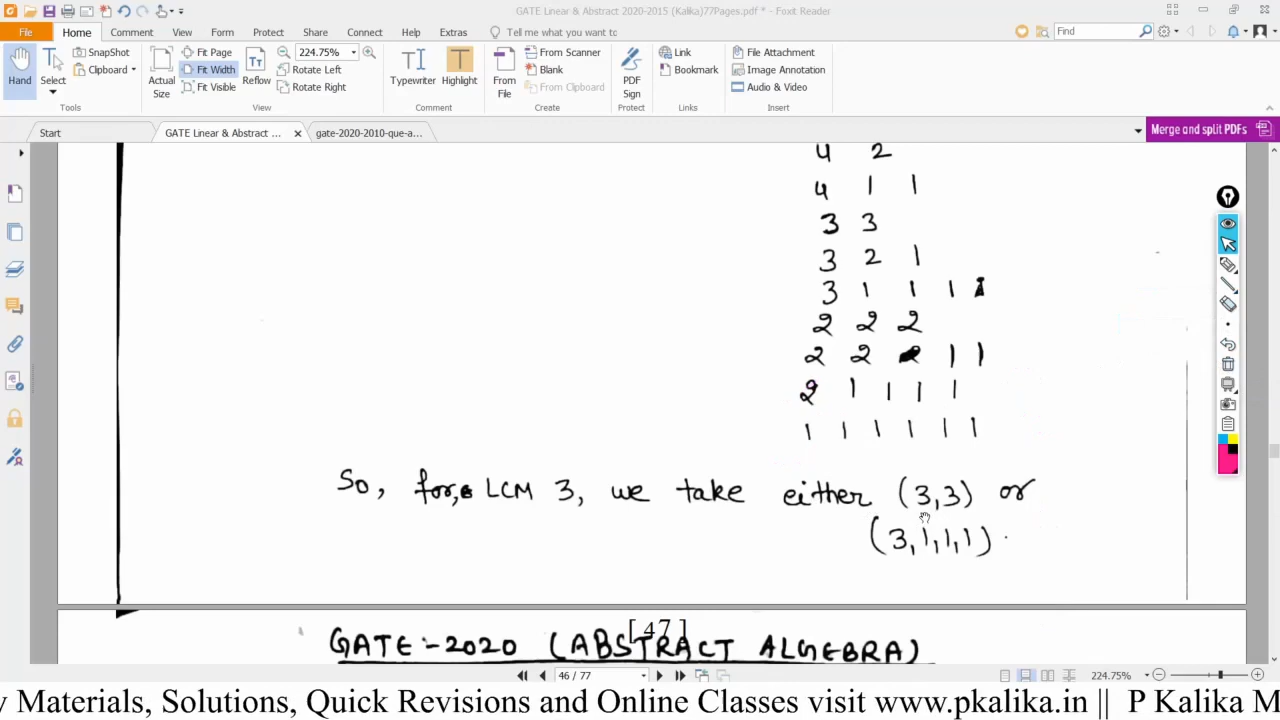 GATE Linear & Abstract 2020-2015 (Kalika)77Pages.pdf * - Foxit Reader
File Home Comment View Form Protect Share Connect Help Extras Tell me what you want to Find
Hand Select SnapShot Clipboard Actual Size Fit Page Fit Width Fit Visible Reflow 224.75% Rotate Left Rotate Right Typewriter Highlight From File From Scanner Blank From Clipboard PDF Sign Link Bookmark File Attachment Image Annotation Audio & Video
Tools View Comment Create Protect Links Insert
Start GATE Linear & Abstract ... gate-2020-2010-que-a... Merge and split PDFs
4 2
4 1 1
3 3
3 2 1
3 1 1 1
2 2 2
2 2 1 1
2 1 1 1 1
1 1 1 1 1 1
So, for, LCM 3, we take either (3,3) or
(3,1,1,1).
[ 47 ]
GATE:-2020 (ABSTRACT ALGEBRA)
46 / 77 224.75%
y Materials, Solutions, Quick Revisions and Online Classes visit www.pkalika.in || P Kalika M